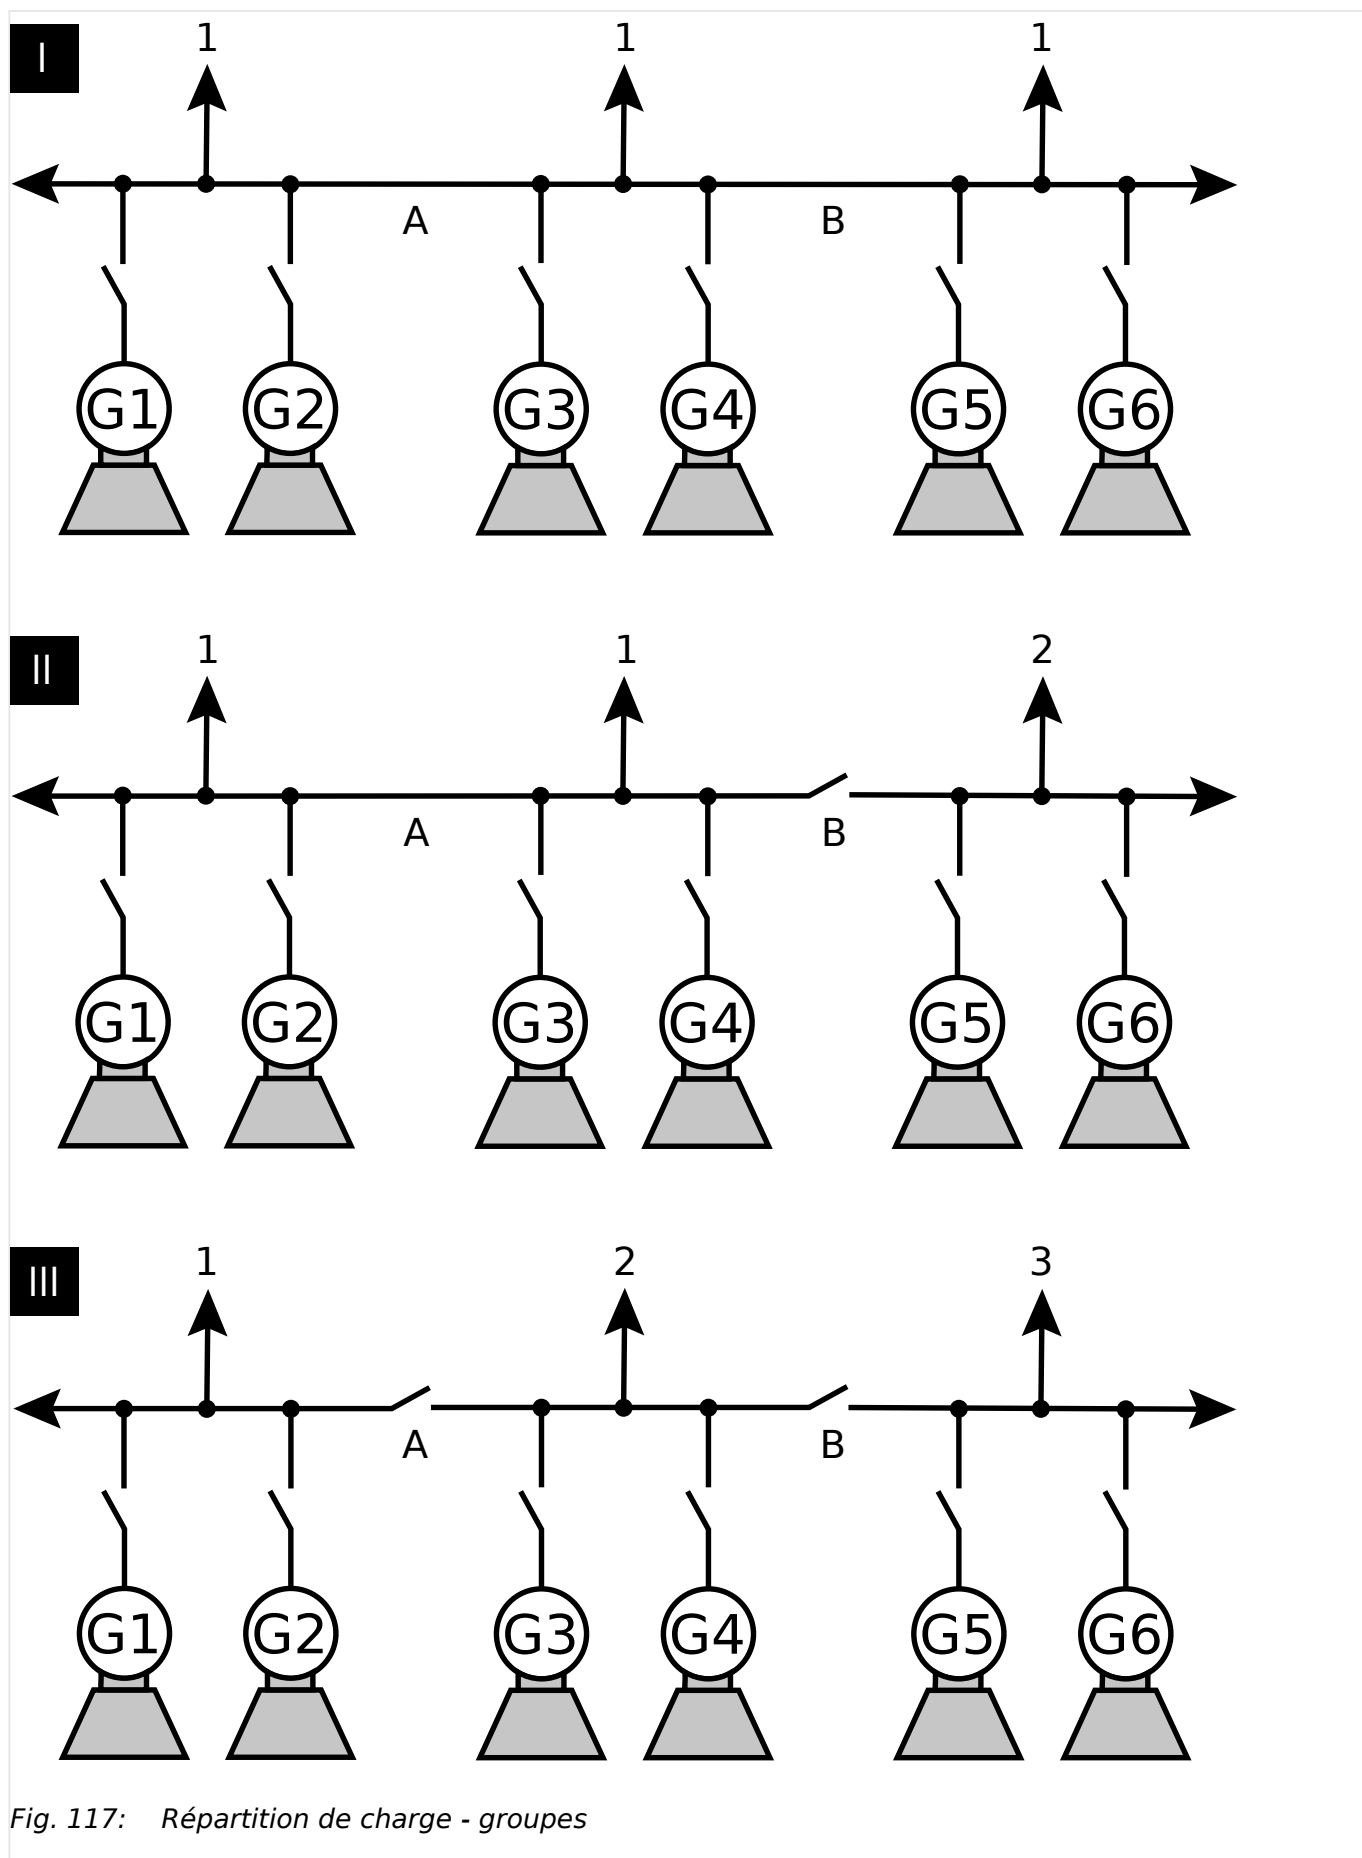 I
1 1 1
A B
G1 G2 G3 G4 G5 G6
II
1 1 2
A B
G1 G2 G3 G4 G5 G6
III
1 2 3
A B
G1 G2 G3 G4 G5 G6
Fig. 117: Répartition de charge - groupes